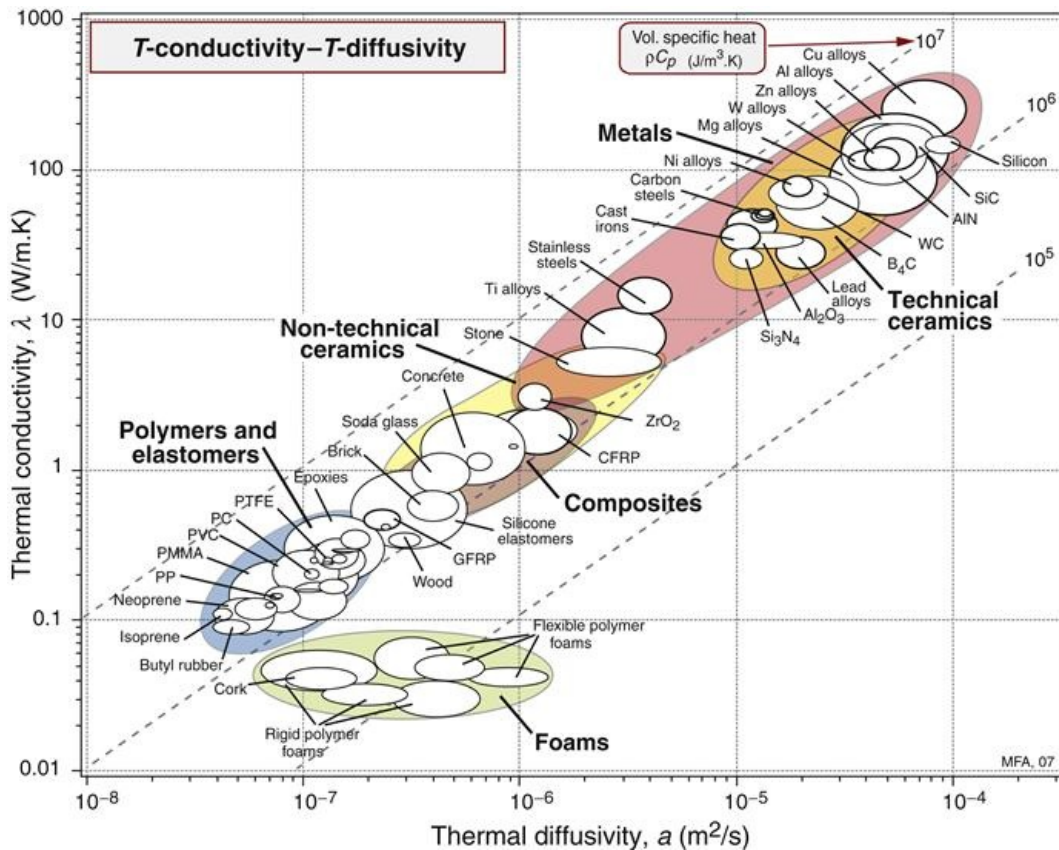 T-conductivity–T-diffusivity
Vol. specific heat
ρCp (J/m³.K)
10⁷
10⁶
10⁵
Cu alloys
Al alloys
Zn alloys
W alloys
Mg alloys
Metals
Ni alloys
Carbon
steels
Cast
irons
Stainless
steels
Ti alloys
Silicon
SiC
AlN
WC
B₄C
Lead
alloys
Al₂O₃
Si₃N₄
Technical
ceramics
Non-technical
ceramics
Stone
Concrete
Soda glass
Brick
ZrO₂
CFRP
Composites
Polymers and
elastomers
Epoxies
PTFE
PC
PVC
PMMA
PP
Neoprene
Isoprene
Butyl rubber
Silicone
elastomers
GFRP
Wood
Flexible polymer
foams
Cork
Rigid polymer
foams
Foams
MFA, 07
Thermal conductivity, λ (W/m.K)
1000
100
10
1
0.1
0.01
10⁻⁸
10⁻⁷
10⁻⁶
10⁻⁵
10⁻⁴
Thermal diffusivity, a (m²/s)